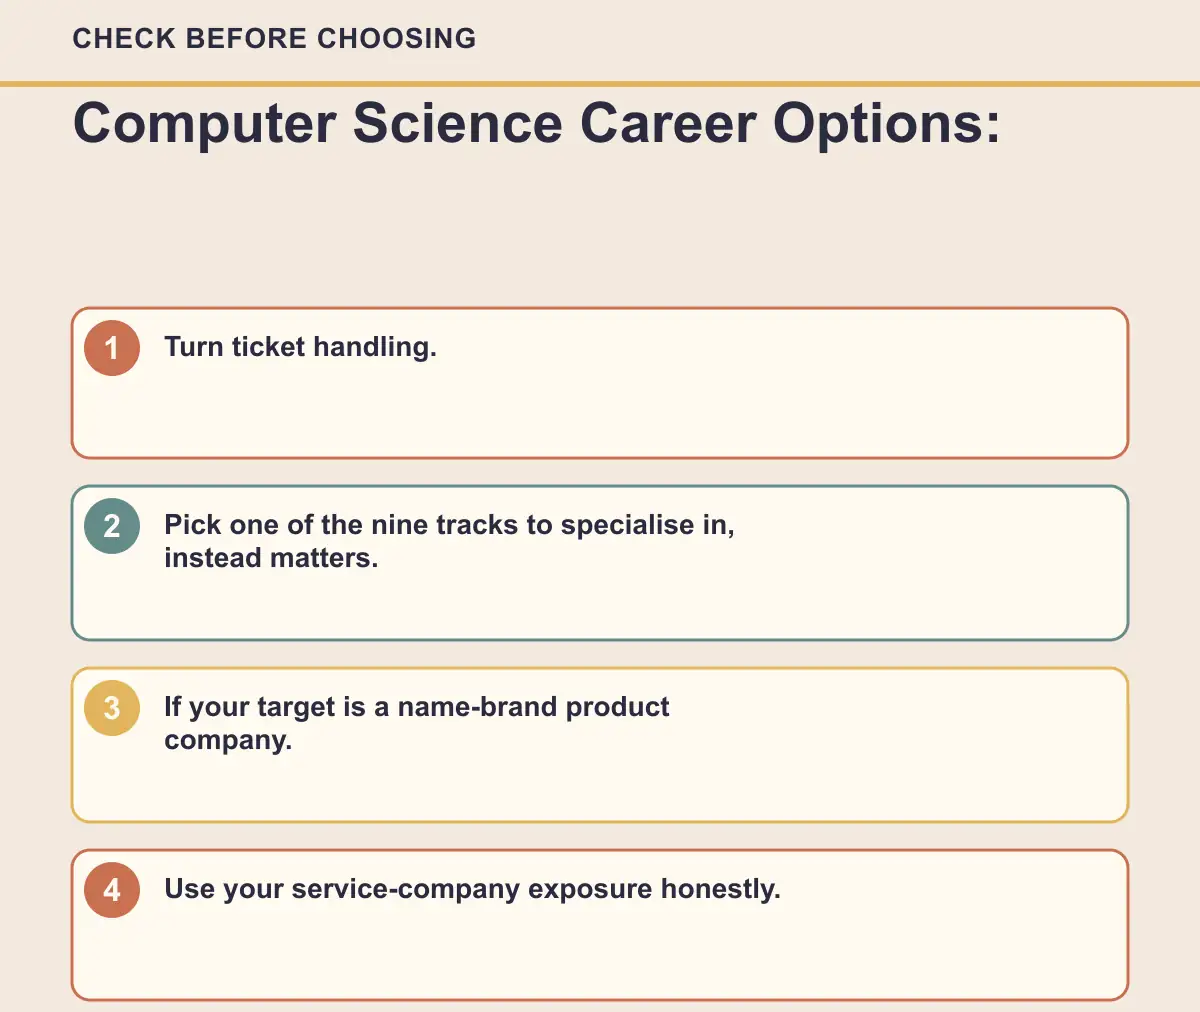 CHECK BEFORE CHOOSING
Computer Science Career Options:
1
Turn ticket handling.
2
Pick one of the nine tracks to specialise in,
instead matters.
3
If your target is a name-brand product
company.
4
Use your service-company exposure honestly.